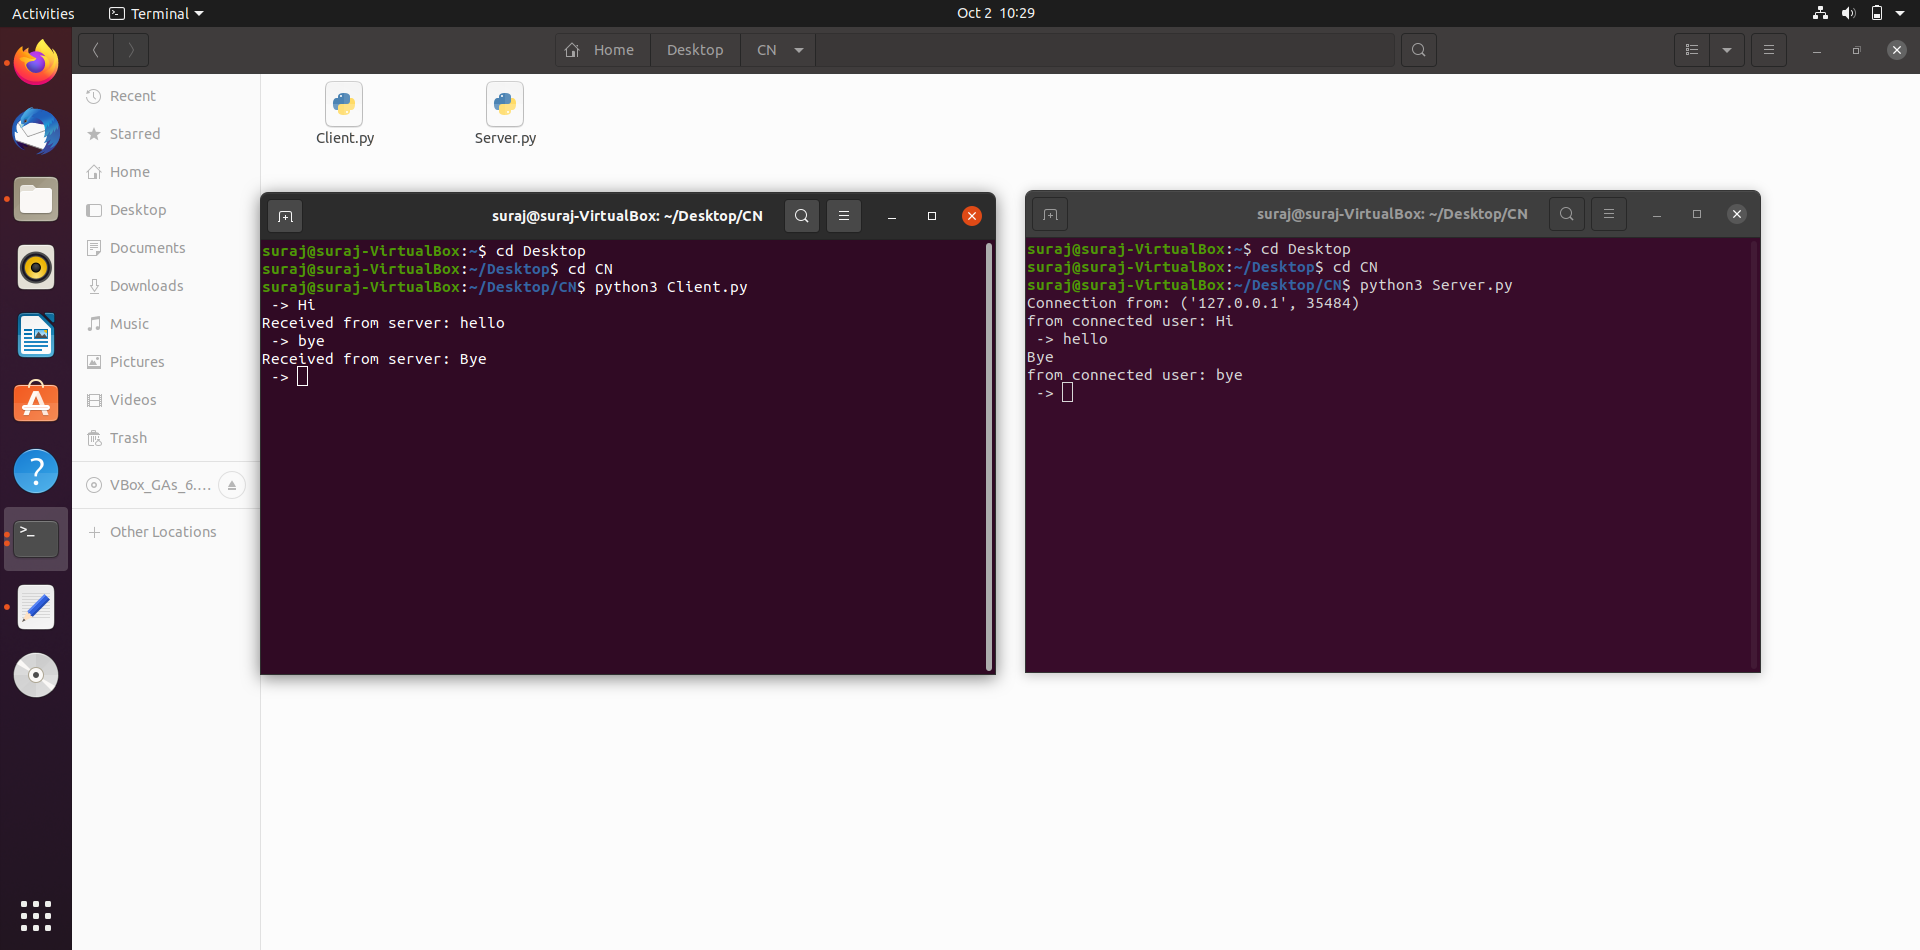 Activities
Terminal
Oct 2 10:29
Home
Desktop
CN
Recent
Starred
Home
Desktop
Documents
Downloads
Music
Pictures
Videos
Trash
VBox_GAs_6....
Other Locations
Client.py
Server.py
suraj@suraj-VirtualBox: ~/Desktop/CN
suraj@suraj-VirtualBox:~$ cd Desktop
suraj@suraj-VirtualBox:~/Desktop$ cd CN
suraj@suraj-VirtualBox:~/Desktop/CN$ python3 Client.py
-> Hi
Received from server: hello
-> bye
Received from server: Bye
->
suraj@suraj-VirtualBox: ~/Desktop/CN
suraj@suraj-VirtualBox:~$ cd Desktop
suraj@suraj-VirtualBox:~/Desktop$ cd CN
suraj@suraj-VirtualBox:~/Desktop/CN$ python3 Server.py
Connection from: ('127.0.0.1', 35484)
from connected user: Hi
-> hello
Bye
from connected user: bye
->